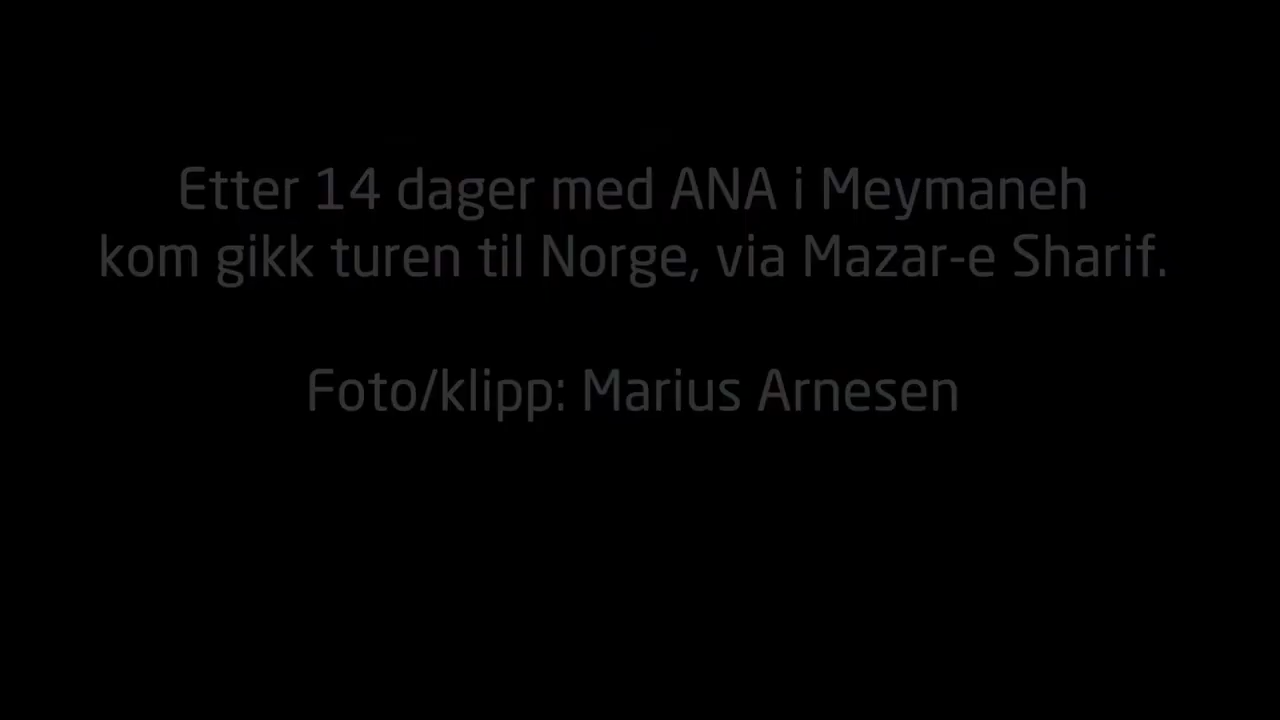 Etter 14 dager med ANA i Meymaneh
kom gikk turen til Norge, via Mazar-e Sharif.
Foto/klipp: Marius Arnesen